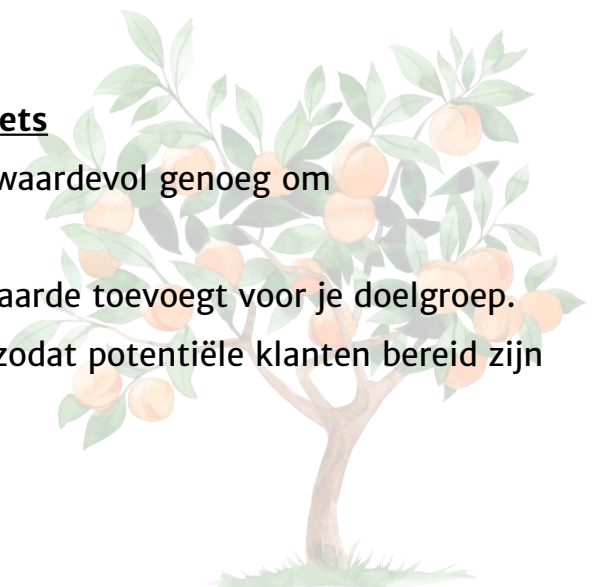 ets
waardevol genoeg om
aarde toevoegt voor je doelgroep.
zodat potentiële klanten bereid zijn